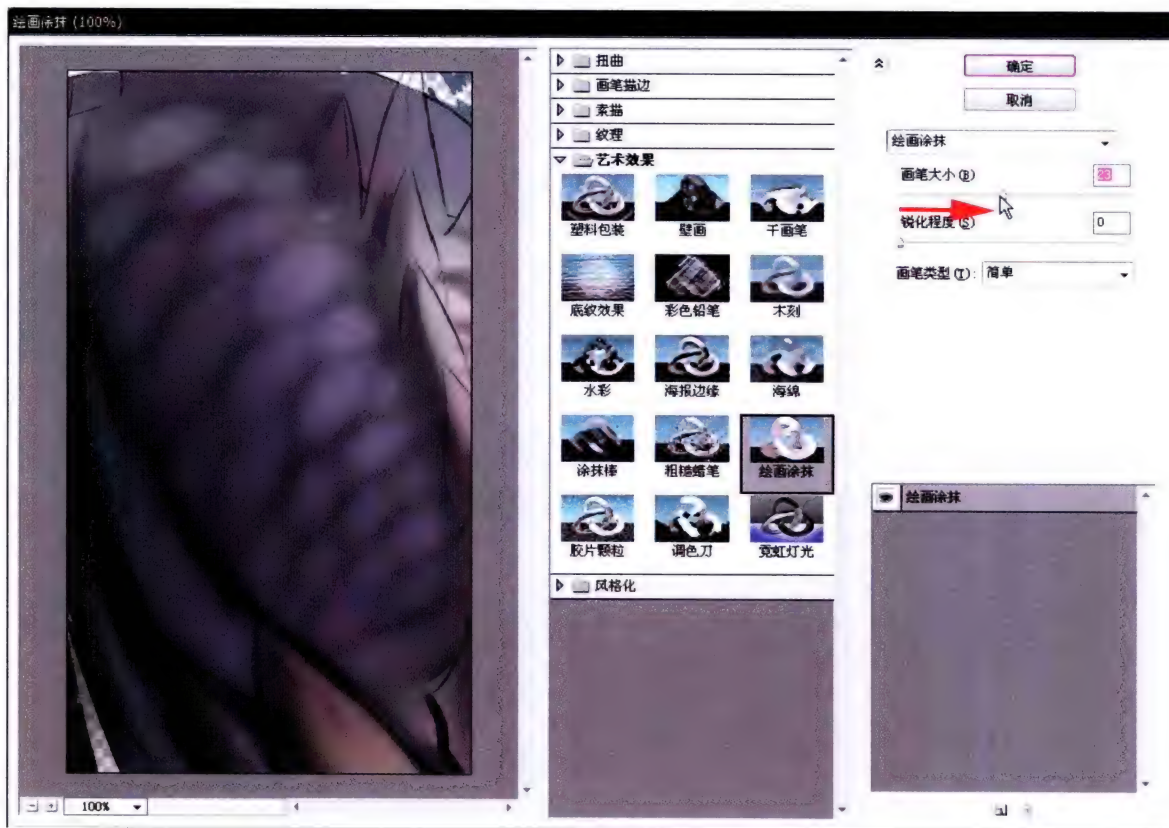 绘画涂抹 (100%)
扭曲
画笔描边
素描
纹理
艺术效果
塑料包装 壁画 干画笔
底纹效果 彩色铅笔 木刻
水彩 海报边缘 海绵
涂抹棒 粗糙蜡笔 绘画涂抹
胶片颗粒 调色刀 霓虹灯光
风格化
100%
确定
取消
绘画涂抹
画笔大小(B)
锐化程度(S) 0
画笔类型(T): 简单
绘画涂抹